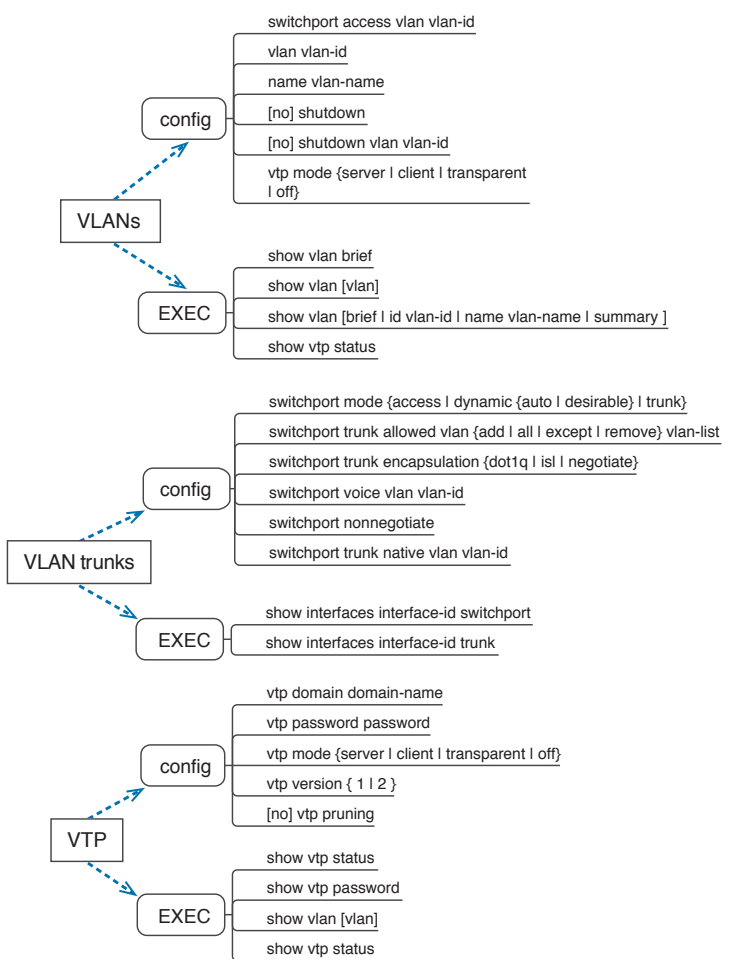 switchport access vlan vlan-id
vlan vlan-id
name vlan-name
config
[no] shutdown
[no] shutdown vlan vlan-id
vtp mode {server l client l transparent
l off}
VLANs
show vlan brief
show vlan [vlan]
EXEC
show vlan [brief l id vlan-id l name vlan-name l summary ]
show vtp status
switchport mode {access l dynamic {auto l desirable} l trunk}
switchport trunk allowed vlan {add l all l except l remove} vlan-list
switchport trunk encapsulation {dot1q l isl l negotiate}
config
switchport voice vlan vlan-id
switchport nonnegotiate
switchport trunk native vlan vlan-id
VLAN trunks
show interfaces interface-id switchport
EXEC
show interfaces interface-id trunk
vtp domain domain-name
vtp password password
vtp mode {server l client l transparent l off}
config
vtp version { 1 l 2 }
[no] vtp pruning
VTP
show vtp status
show vtp password
EXEC
show vlan [vlan]
show vtp status